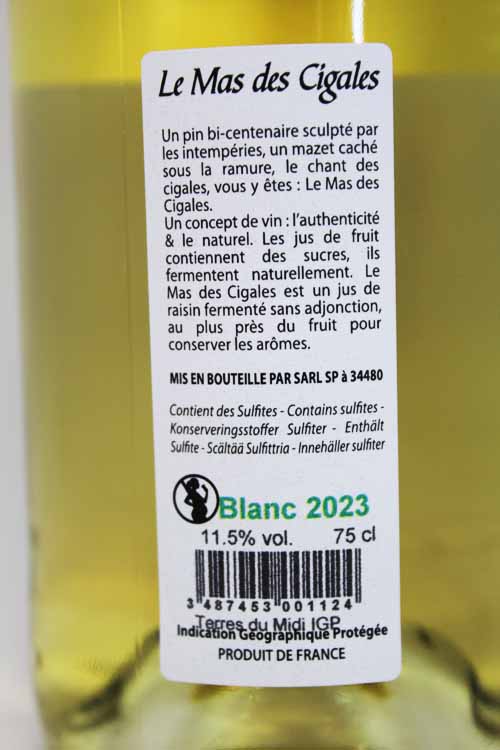 Le Mas des Cigales
Un pin bi-centenaire sculpté par
les intempéries, un mazet caché
sous la ramure, le chant des
cigales, vous y êtes : Le Mas des
Cigales.
Un concept de vin : l'authenticité
& le naturel. Les jus de fruit
contiennent des sucres, ils
fermentent naturellement. Le
Mas des Cigales est un jus de
raisin fermenté sans adjonction,
au plus près du fruit pour
conserver les arômes.
MIS EN BOUTEILLE PAR SARL SP à 34480
Contient des Sulfites - Contains sulfites -
Konserveringsstoffer Sulfiter - Enthält
Sulfite - Scältää Sulfittria - Innehåller sulfiter
Blanc 2023
11.5% vol. 75 cl
3 487453 001124
Terres du Midi IGP
Indication Géographique Protégée
PRODUIT DE FRANCE